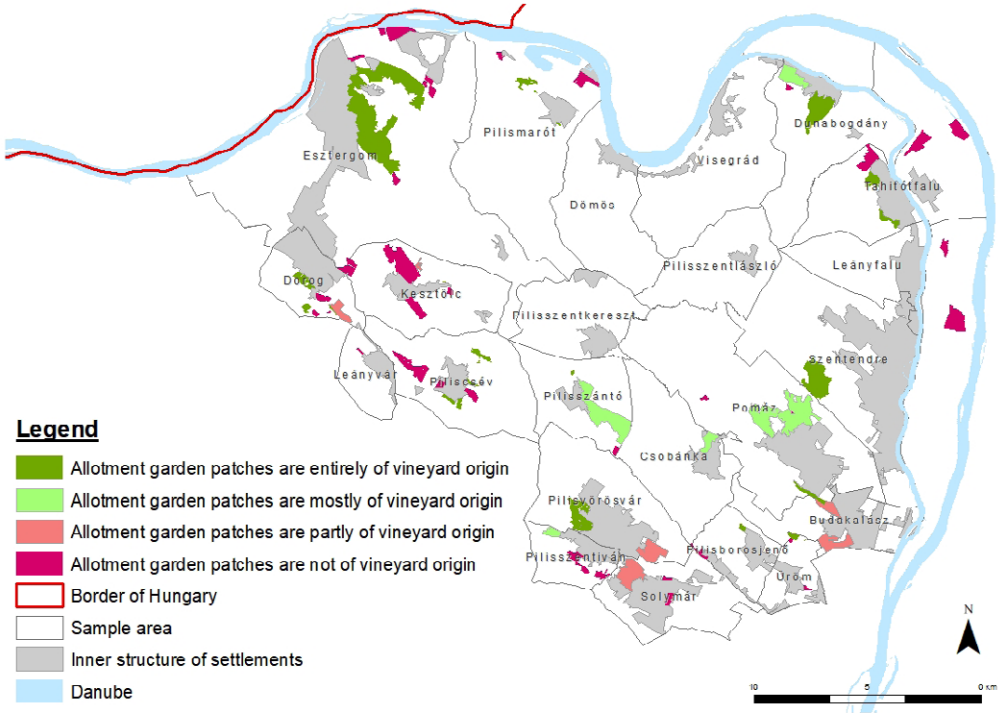 Pilismarót
Dunabogdány
Esztergom
Visegrád
Tahitótfalu
Dömös
Pilisszentlászló
Leányfalu
Dorog
Kesztölc
Pilisszentkereszt
Szentendre
Leányvár
Piliscsév
Pilisszántó
Pomáz
Csobánka
Pilisvörösvár
Budakalász
Pilisszentiván
Pilisborosjenő
Üröm
Solymár
Legend
Allotment garden patches are entirely of vineyard origin
Allotment garden patches are mostly of vineyard origin
Allotment garden patches are partly of vineyard origin
Allotment garden patches are not of vineyard origin
Border of Hungary
Sample area
Inner structure of settlements
Danube
N
10 5 0 km